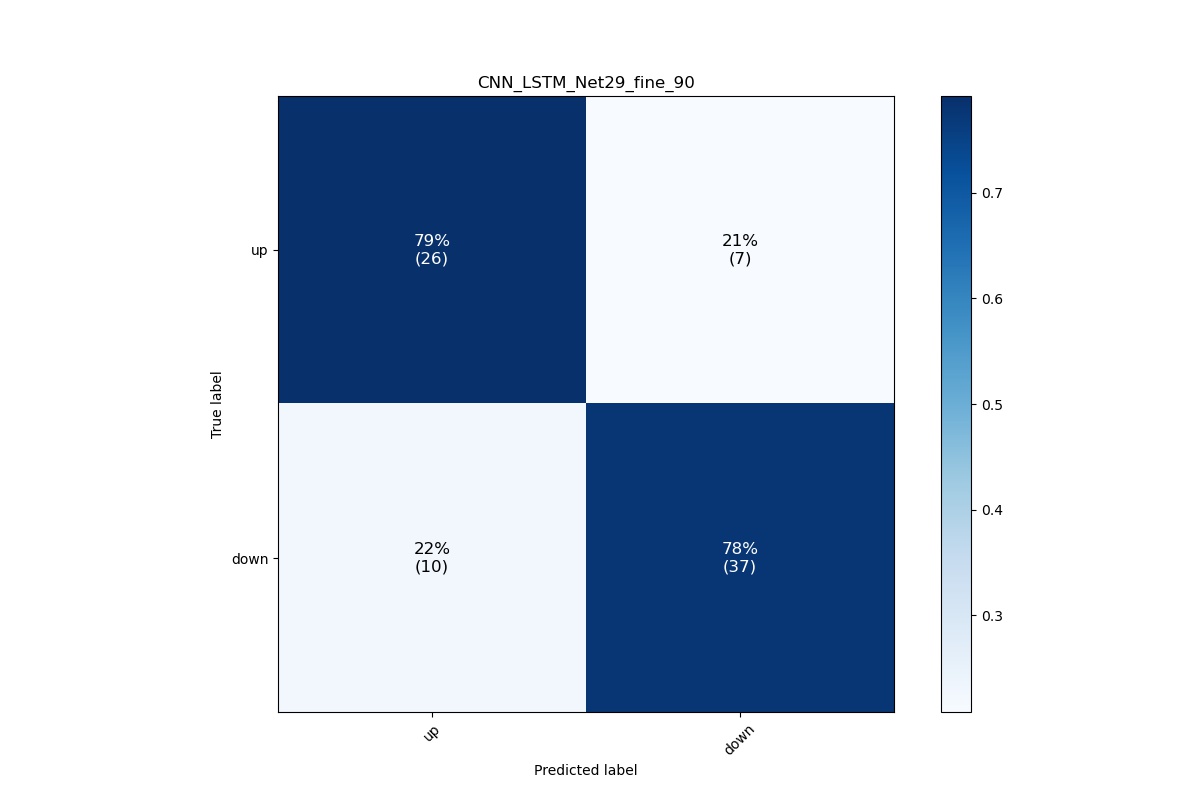 CNN_LSTM_Net29_fine_90
True label
up
down
79%
(26)
21%
(7)
22%
(10)
78%
(37)
up
down
Predicted label
0.7
0.6
0.5
0.4
0.3